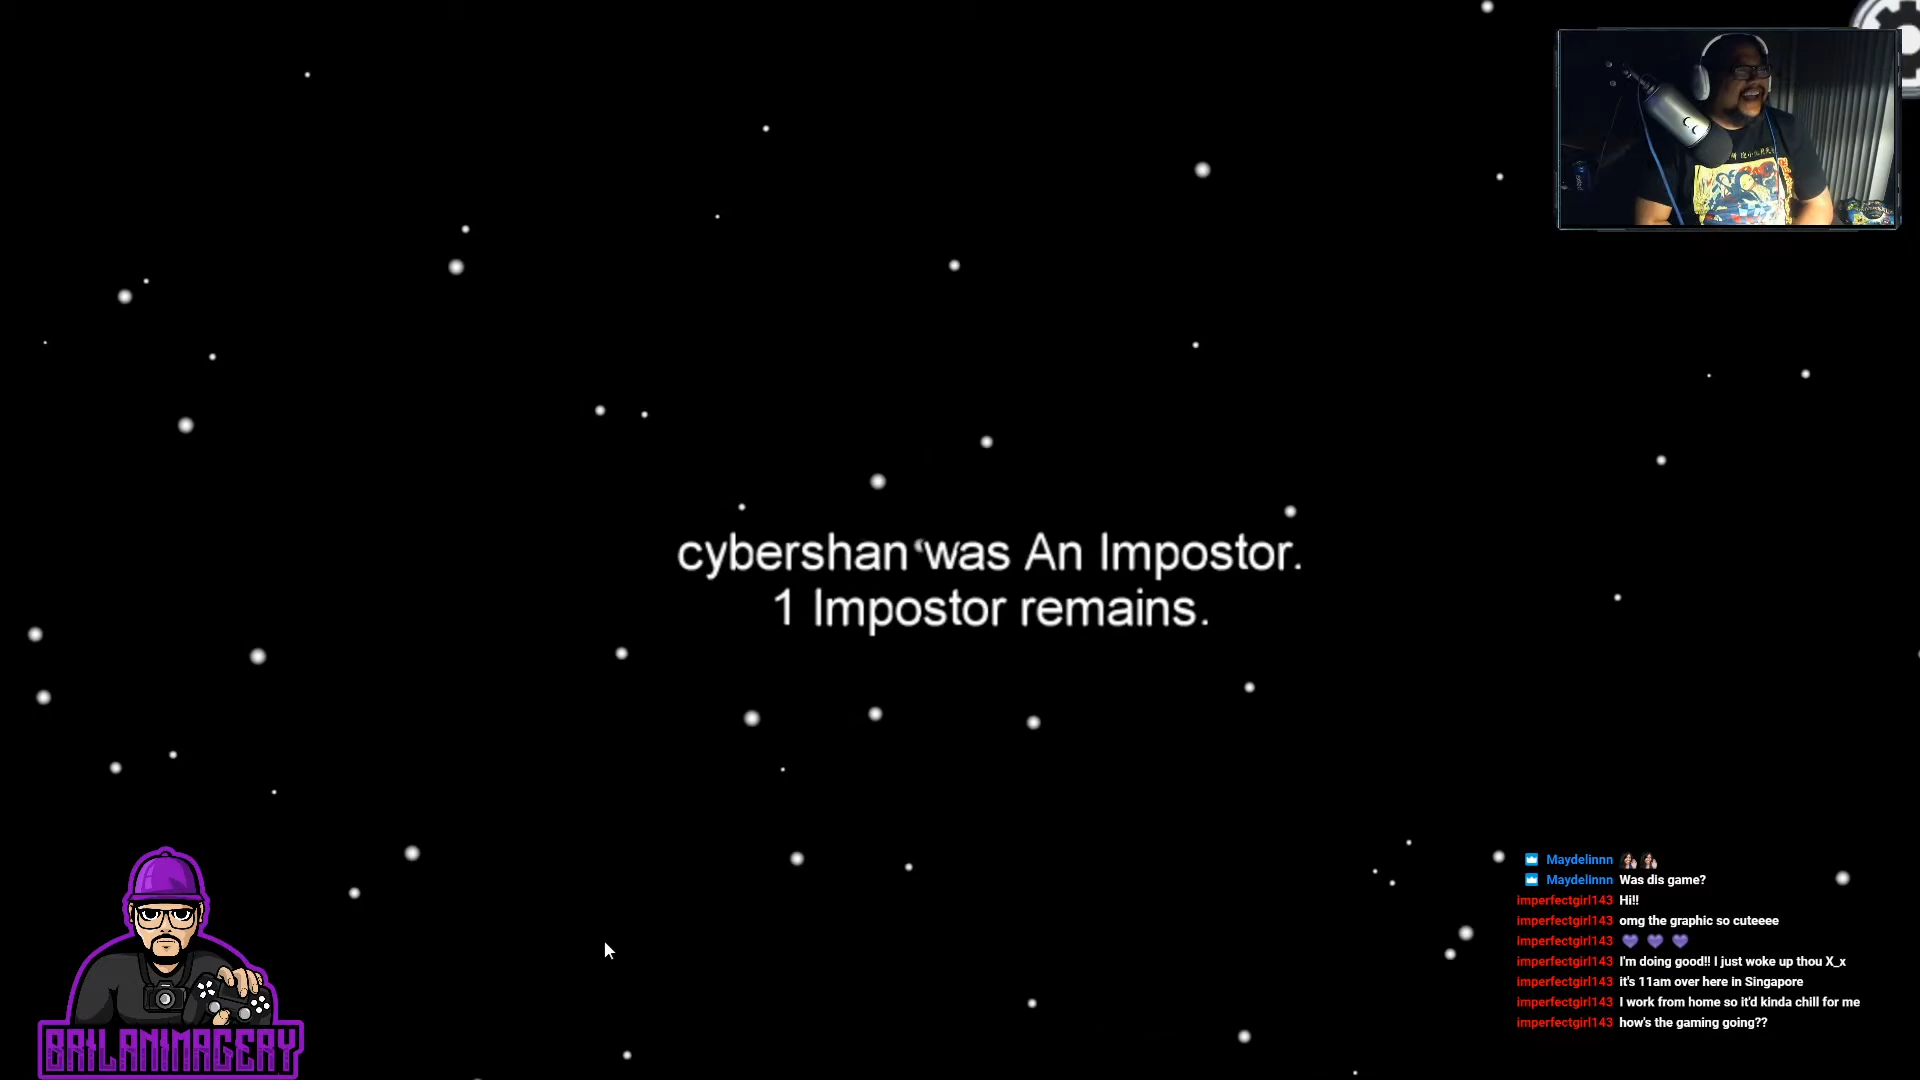 cybershan was An Impostor.
1 Impostor remains.
Maydelinnn
Maydelinnn Was dis game?
imperfectgirl143 Hi!!
imperfectgirl143 omg the graphic so cuteeee
imperfectgirl143 💜 💜 💜
imperfectgirl143 I'm doing good!! I just woke up thou X_x
imperfectgirl143 it's 11am over here in Singapore
imperfectgirl143 I work from home so it'd kinda chill for me
imperfectgirl143 how's the gaming going??
BRILANIMAGERY